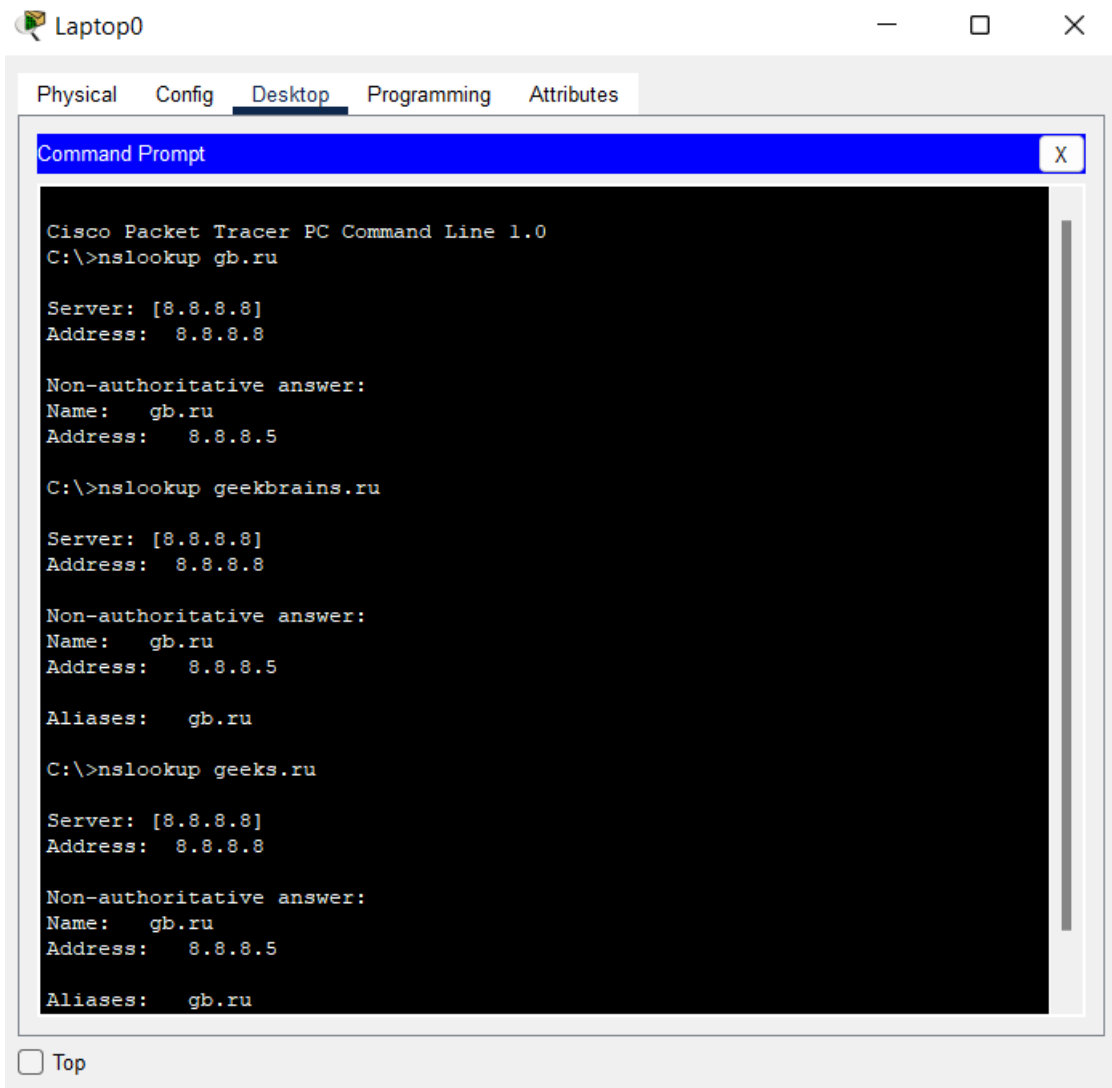 Laptop0
Physical Config Desktop Programming Attributes
Command Prompt
X
Cisco Packet Tracer PC Command Line 1.0
C:\>nslookup gb.ru
Server: [8.8.8.8]
Address:  8.8.8.8
Non-authoritative answer:
Name:   gb.ru
Address:   8.8.8.5
C:\>nslookup geekbrains.ru
Server: [8.8.8.8]
Address:  8.8.8.8
Non-authoritative answer:
Name:   gb.ru
Address:   8.8.8.5
Aliases:   gb.ru
C:\>nslookup geeks.ru
Server: [8.8.8.8]
Address:  8.8.8.8
Non-authoritative answer:
Name:   gb.ru
Address:   8.8.8.5
Aliases:   gb.ru
Top